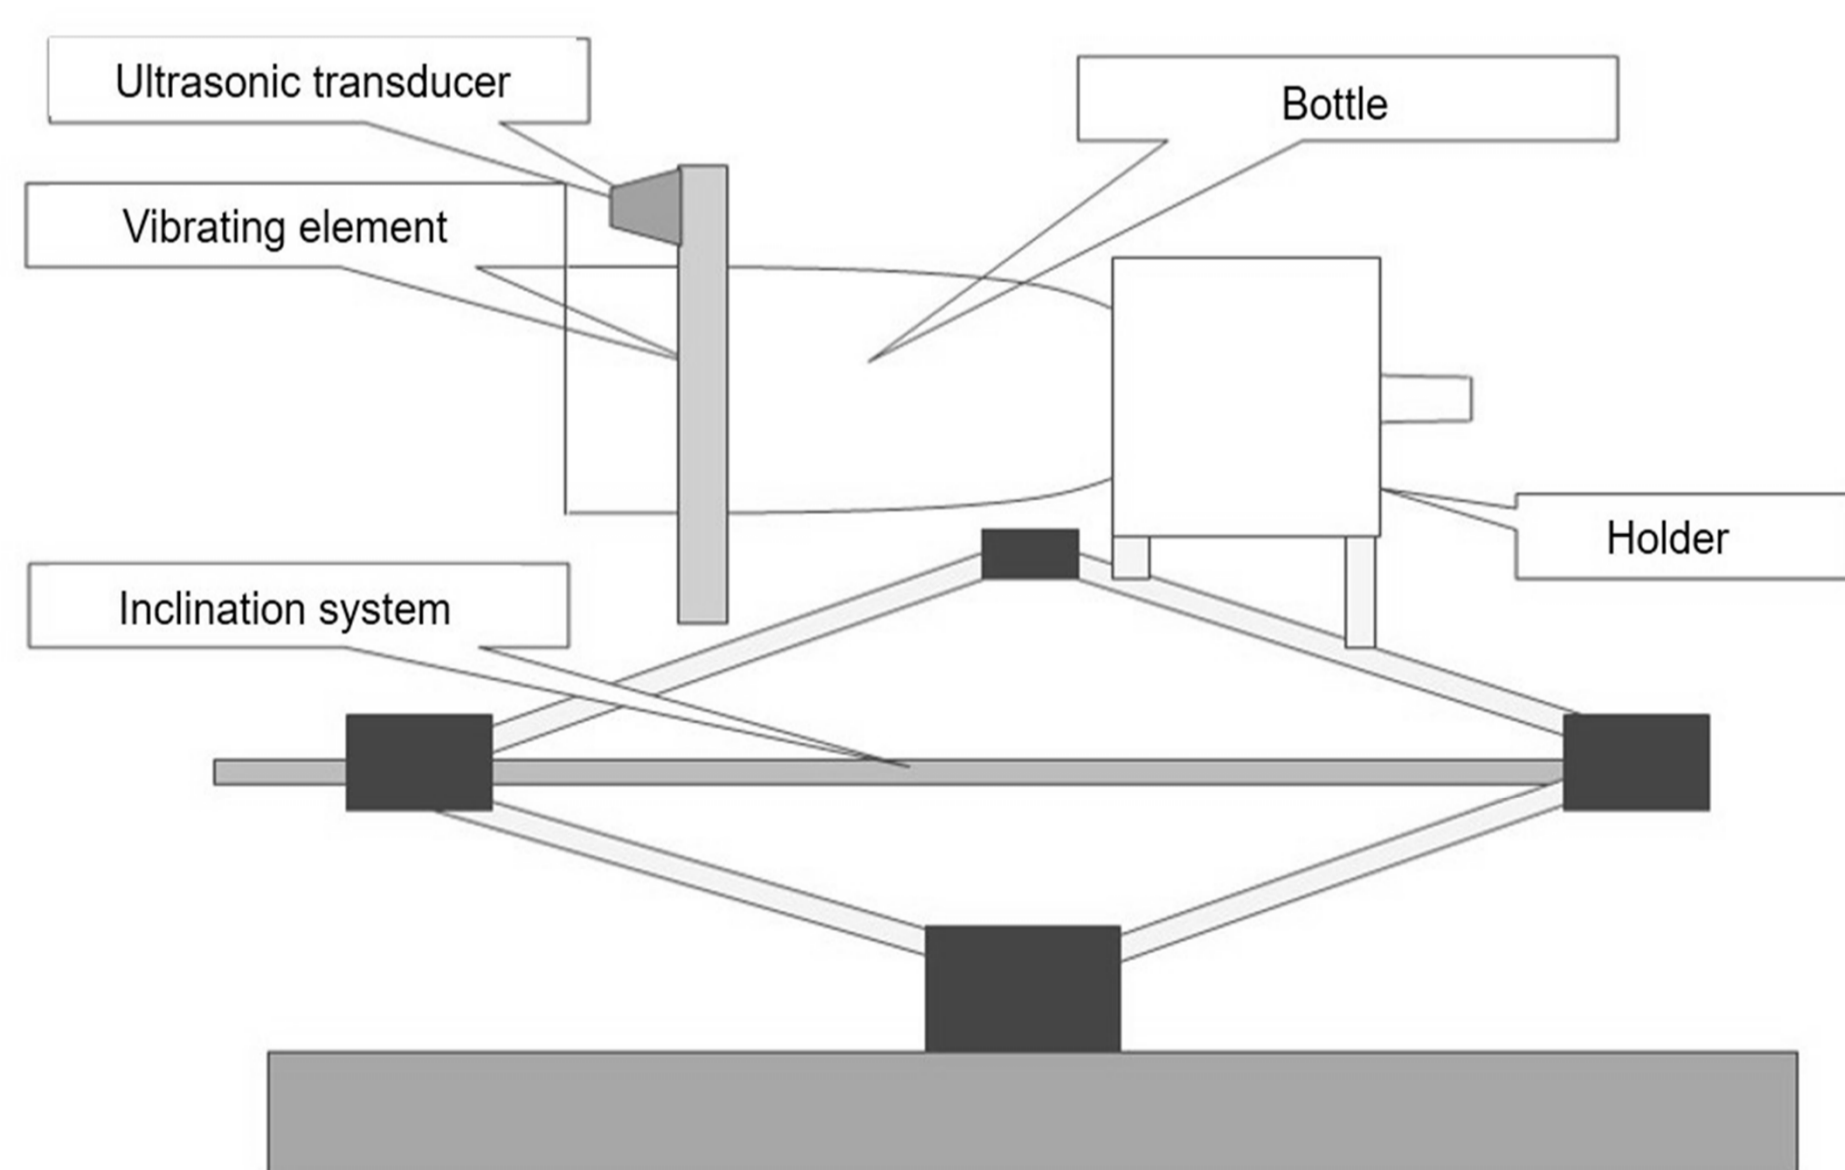 Ultrasonic transducer
Bottle
Vibrating element
Holder
Inclination system